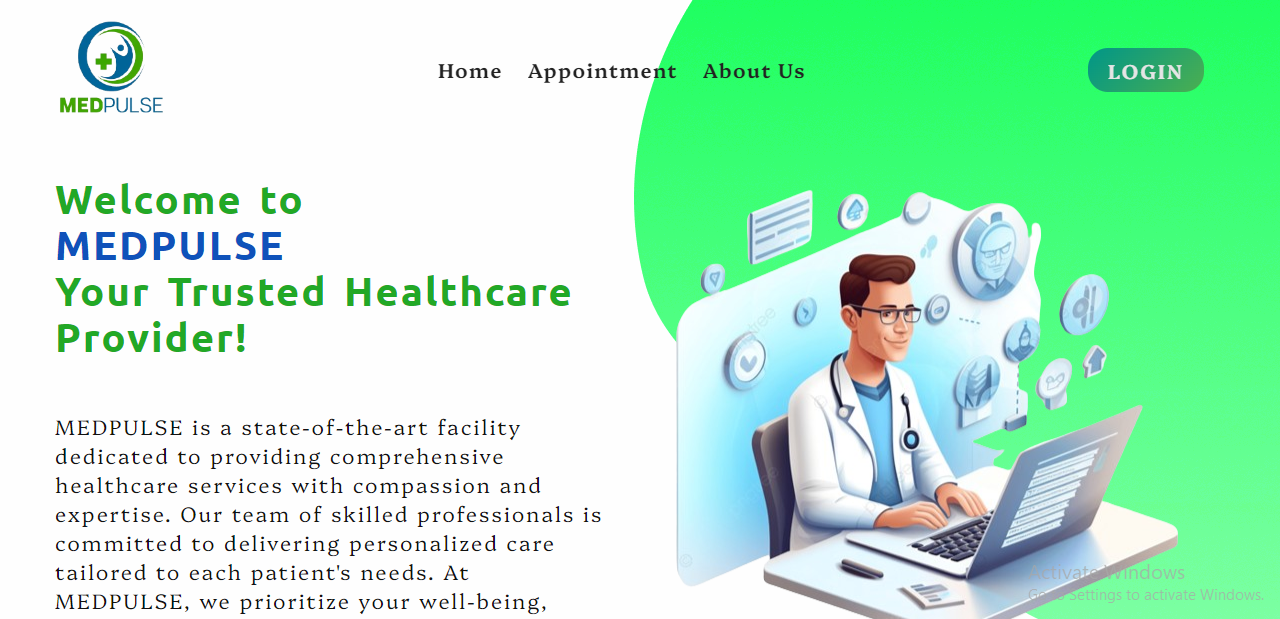 MEDPULSE
Home Appointment About Us
LOGIN
Welcome to
MEDPULSE
Your Trusted Healthcare
Provider!
MEDPULSE is a state-of-the-art facility
dedicated to providing comprehensive
healthcare services with compassion and
expertise. Our team of skilled professionals is
committed to delivering personalized care
tailored to each patient's needs. At
MEDPULSE, we prioritize your well-being,
Activate Windows
Go to Settings to activate Windows.